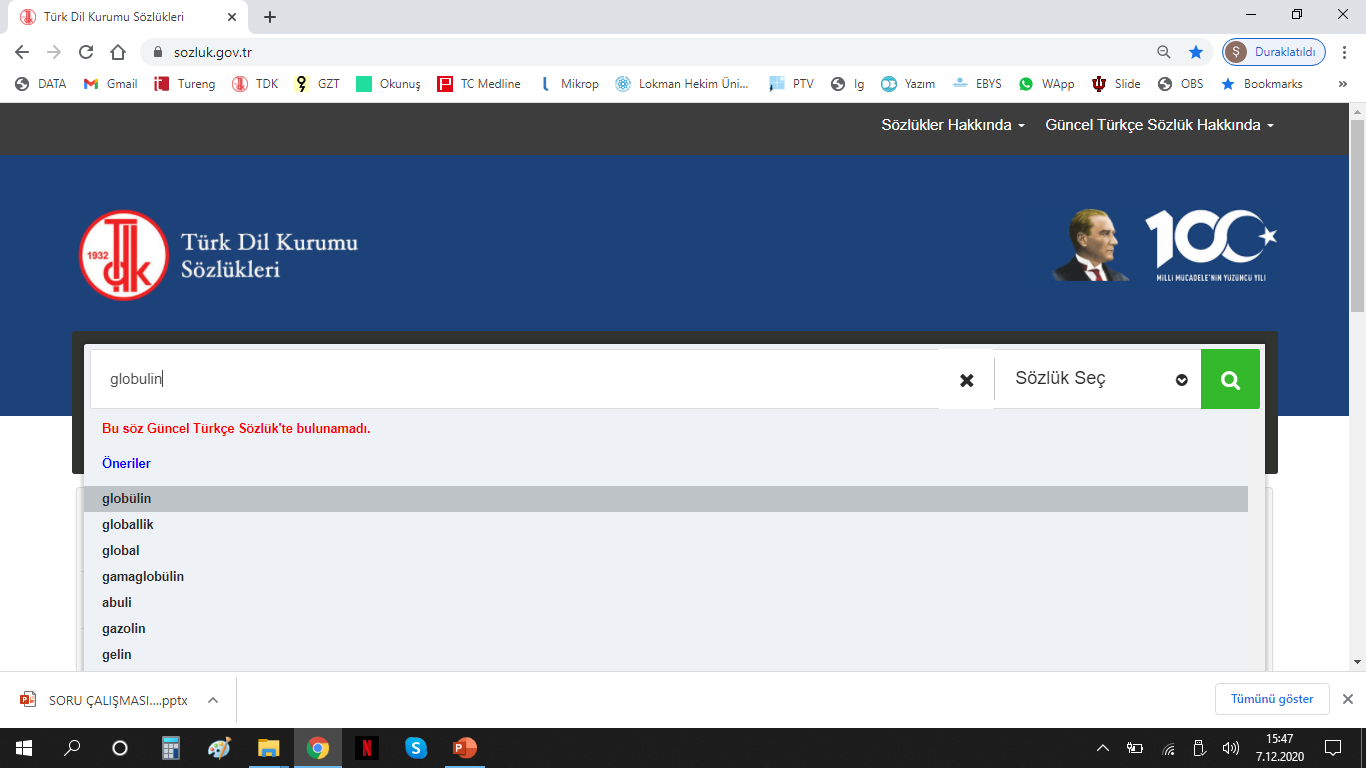 Türk Dil Kurumu Sözlükleri
sozluk.gov.tr
Ş Duraklatıldı
DATA Gmail Tureng TDK GZT Okunuş TC Medline Mikrop Lokman Hekim Üni... PTV Ig Yazım EBYS WApp Slide OBS Bookmarks »
Sözlükler Hakkında Güncel Türkçe Sözlük Hakkında
1932
Türk Dil Kurumu
Sözlükleri
100
MİLLİ MÜCADELE'NİN YÜZÜNCÜ YILI
globulin
Sözlük Seç
Bu söz Güncel Türkçe Sözlük'te bulunamadı.
Öneriler
globülin
globallik
global
gamaglobülin
abuli
gazolin
gelin
SORU ÇALIŞMASI....pptx
Tümünü göster
15:47
7.12.2020